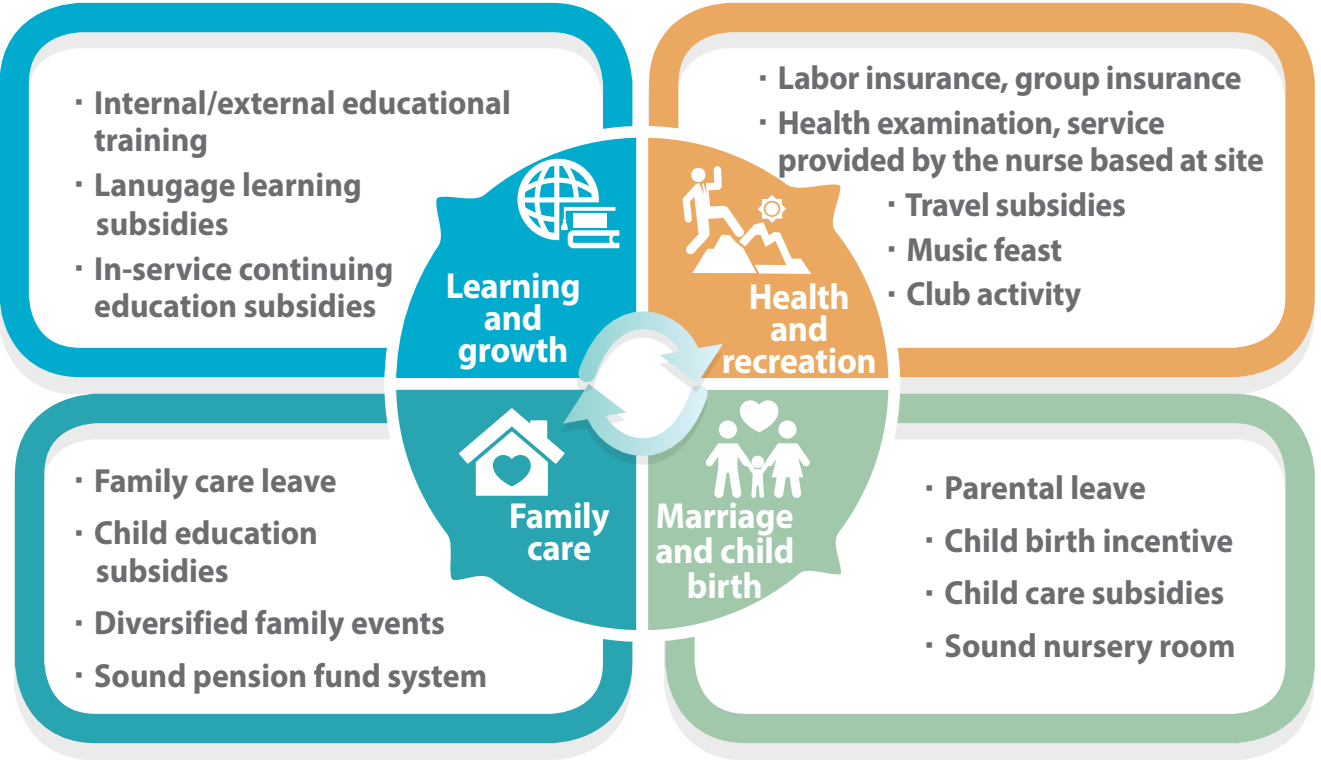 · Internal/external educational
training
· Lanugage learning
subsidies
· In-service continuing
education subsidies
Learning
and
growth
· Labor insurance, group insurance
· Health examination, service
provided by the nurse based at site
· Travel subsidies
· Music feast
· Club activity
Health
and
recreation
· Family care leave
· Child education
subsidies
· Diversified family events
· Sound pension fund system
Family
care
Marriage
and child
birth
· Parental leave
· Child birth incentive
· Child care subsidies
· Sound nursery room